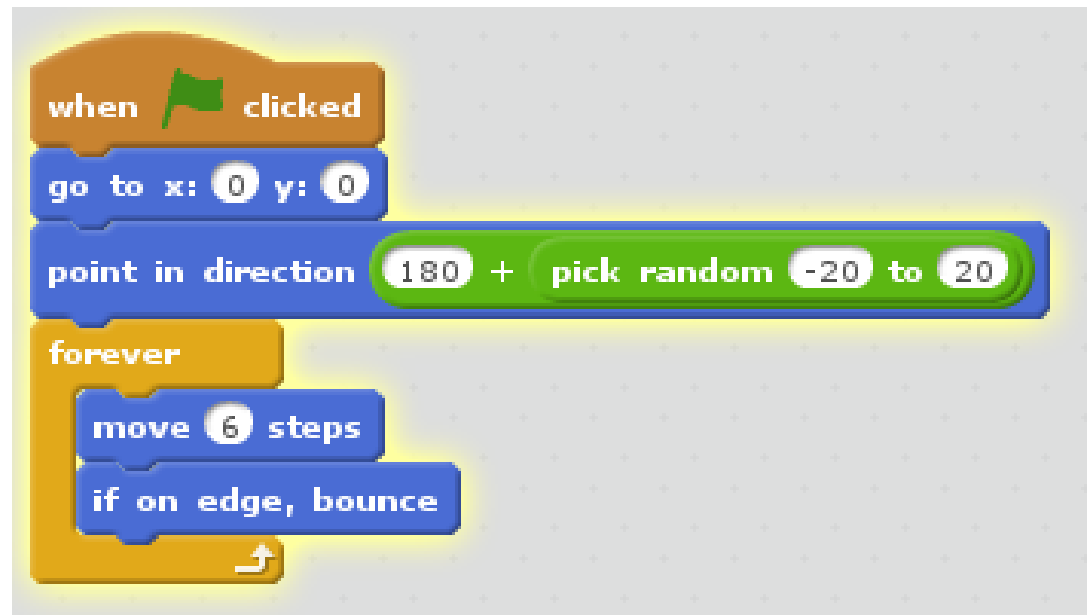 when clicked
go to x: 0 y: 0
point in direction 180 + pick random -20 to 20
forever
move 6 steps
if on edge, bounce